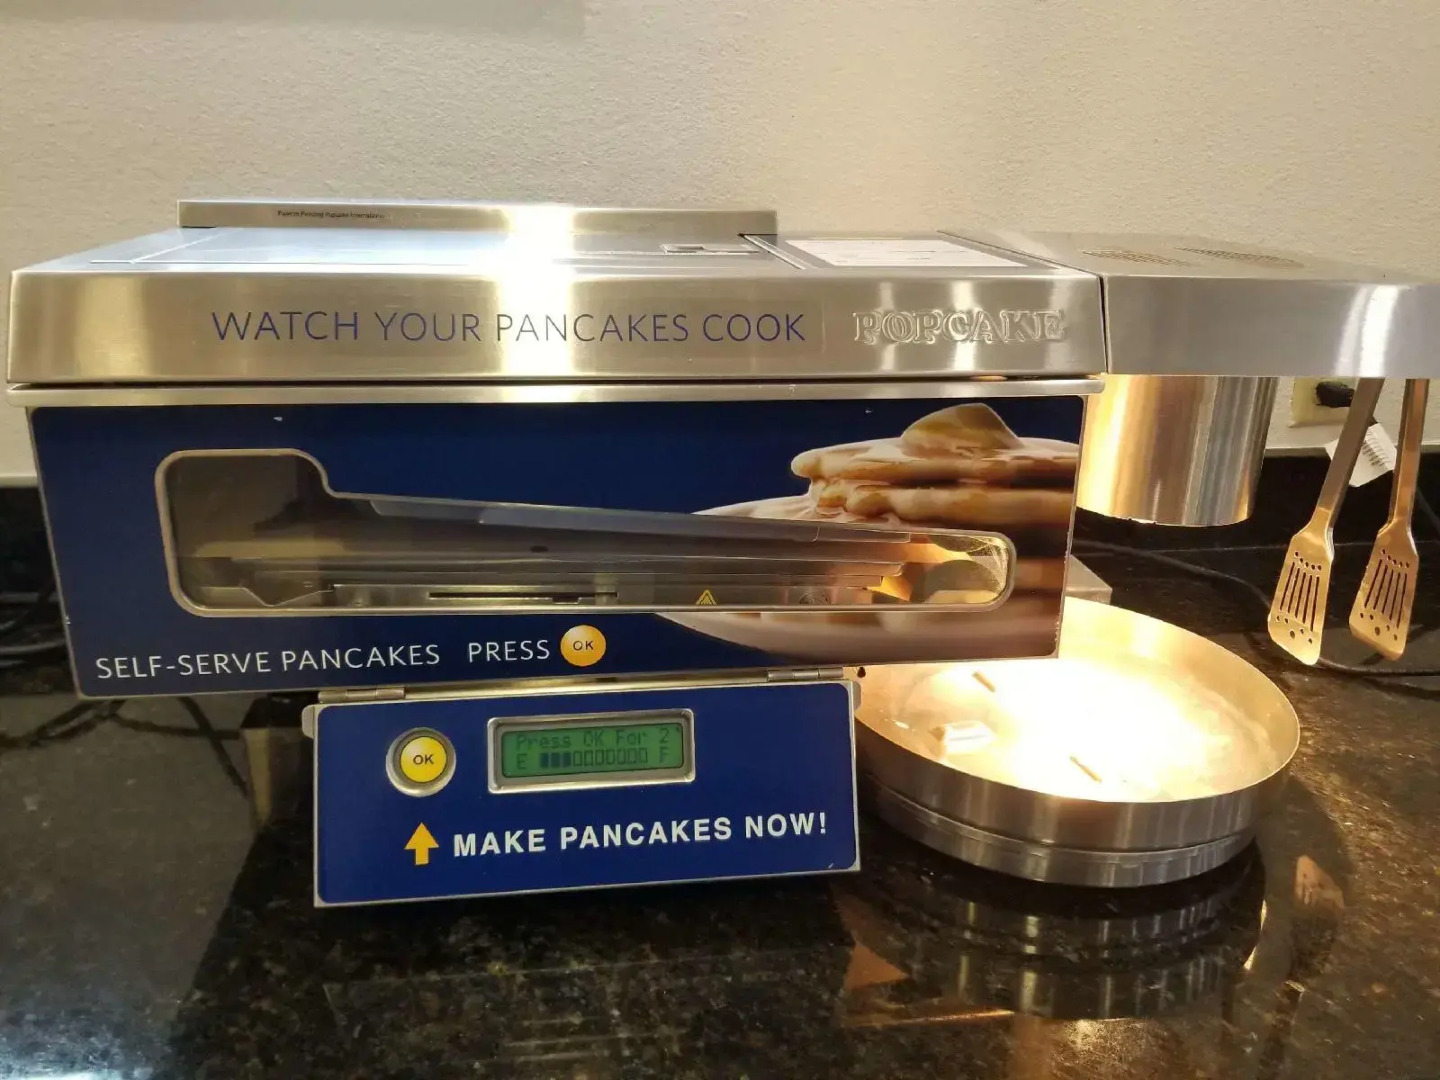 WATCH YOUR PANCAKES COOK
POPCAKE
SELF-SERVE PANCAKES PRESS OK
OK
Press OK For 2
E F
MAKE PANCAKES NOW!